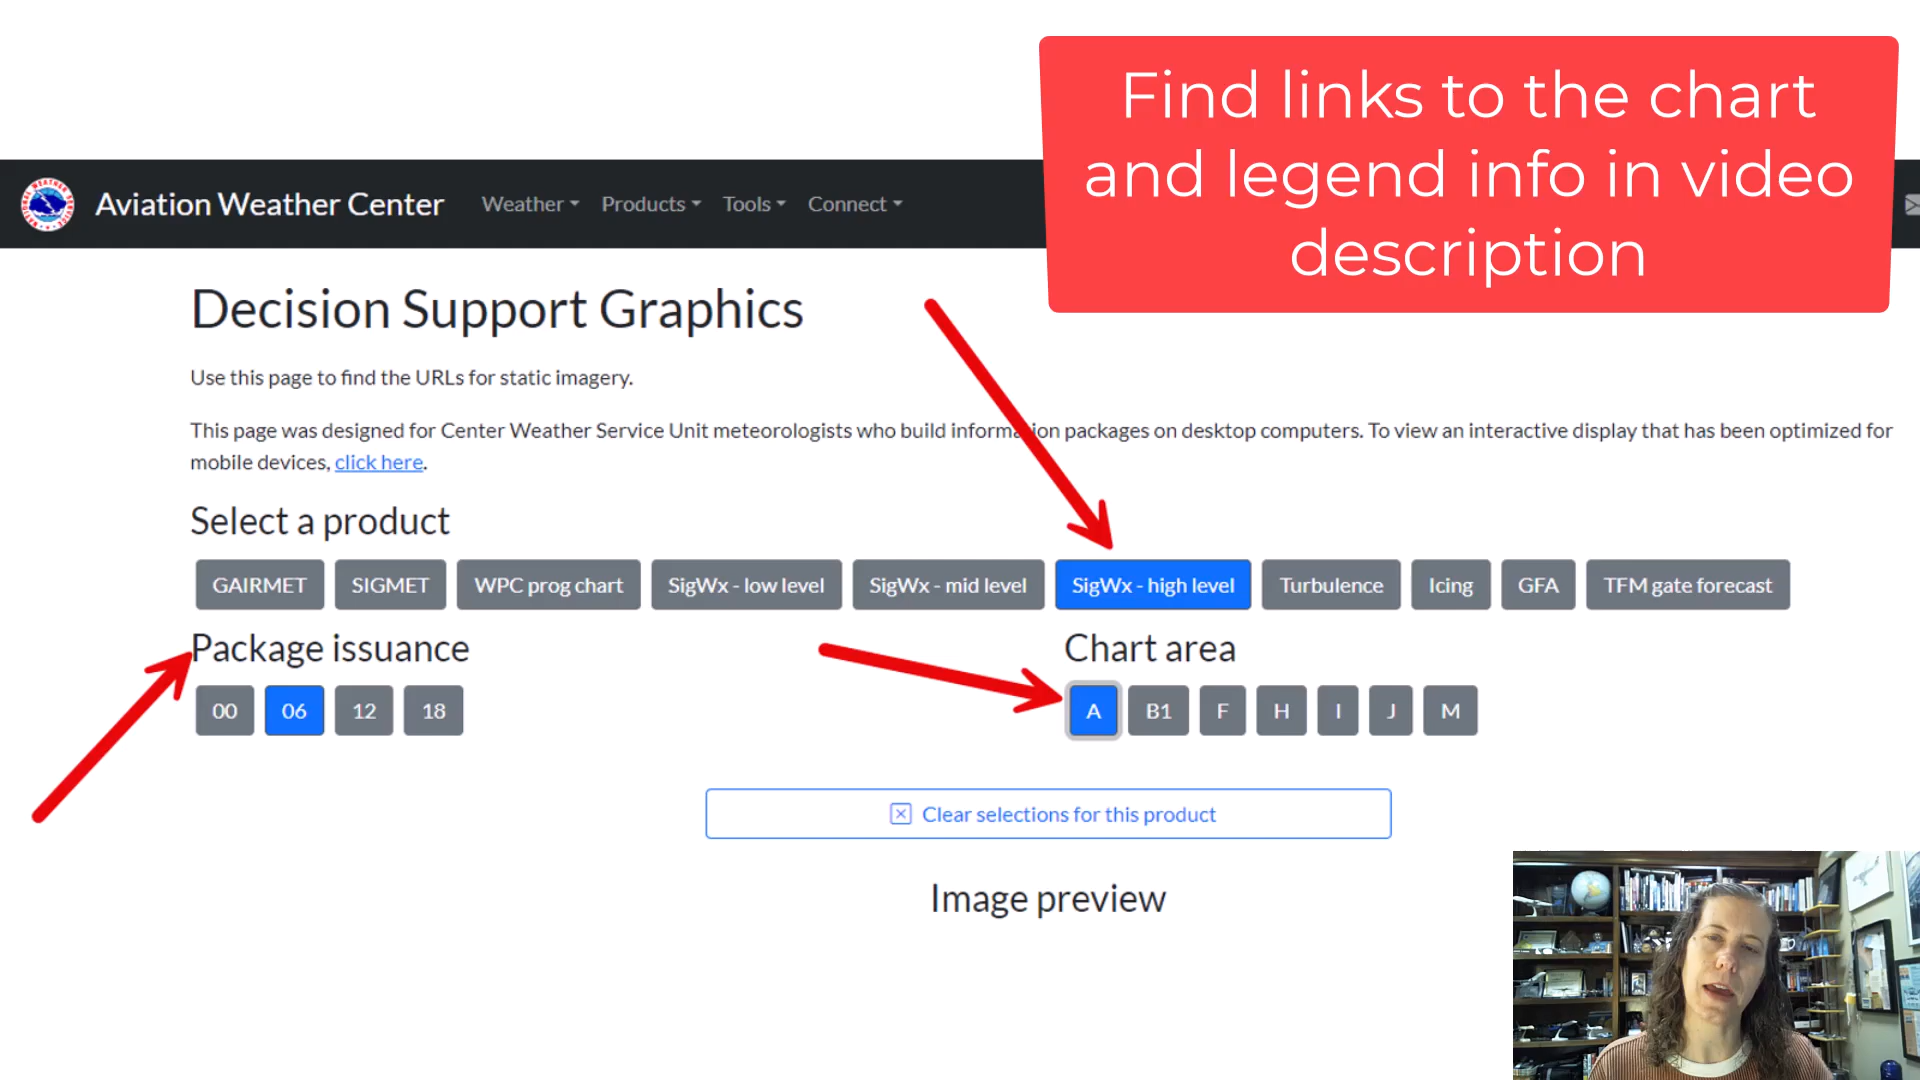 Find links to the chart
and legend info in video
description
Aviation Weather Center
Weather
Products
Tools
Connect
Decision Support Graphics
Use this page to find the URLs for static imagery.
This page was designed for Center Weather Service Unit meteorologists who build information packages on desktop computers. To view an interactive display that has been optimized for
mobile devices, click here.
Select a product
GAIRMET
SIGMET
WPC prog chart
SigWx - low level
SigWx - mid level
SigWx - high level
Turbulence
Icing
GFA
TFM gate forecast
Package issuance
Chart area
00
06
12
18
A
B1
F
H
I
J
M
Clear selections for this product
Image preview